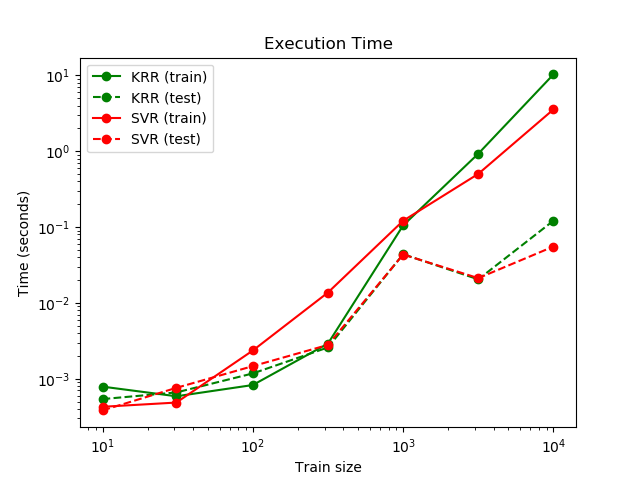 Execution Time
KRR (train)
KRR (test)
SVR (train)
SVR (test)
Time (seconds)
10¹
10⁰
10⁻¹
10⁻²
10⁻³
10¹ 10² 10³ 10⁴
Train size